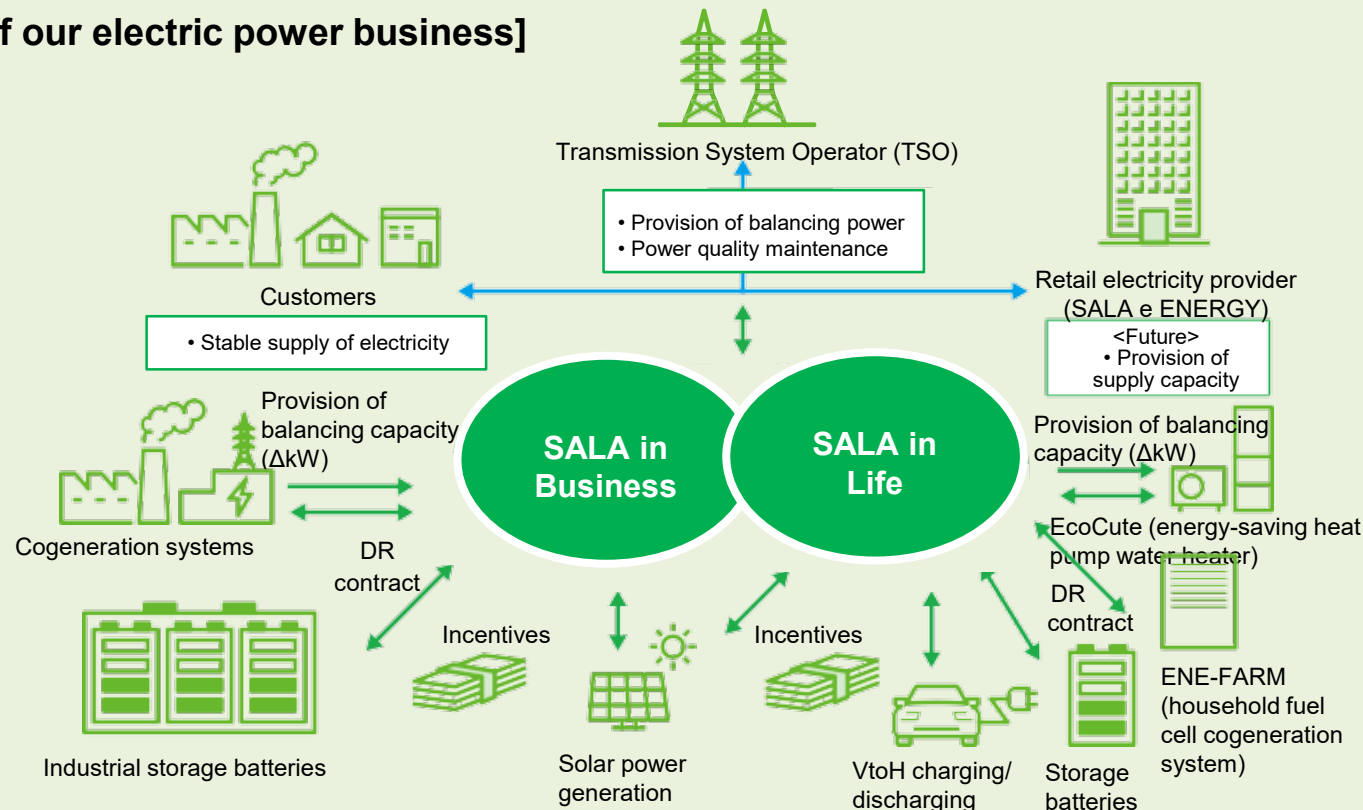 f our electric power business]
Transmission System Operator (TSO)
• Provision of balancing power
• Power quality maintenance
Customers
• Stable supply of electricity
Retail electricity provider
(SALA e ENERGY)
<Future>
• Provision of
supply capacity
Provision of
balancing capacity
(ΔkW)
SALA in
Business
SALA in
Life
Provision of balancing
capacity (ΔkW)
Cogeneration systems
EcoCute (energy-saving heat
pump water heater)
DR
contract
DR
contract
Incentives
Incentives
Industrial storage batteries
Solar power
generation
VtoH charging/
discharging
Storage
batteries
ENE-FARM
(household fuel
cell cogeneration
system)